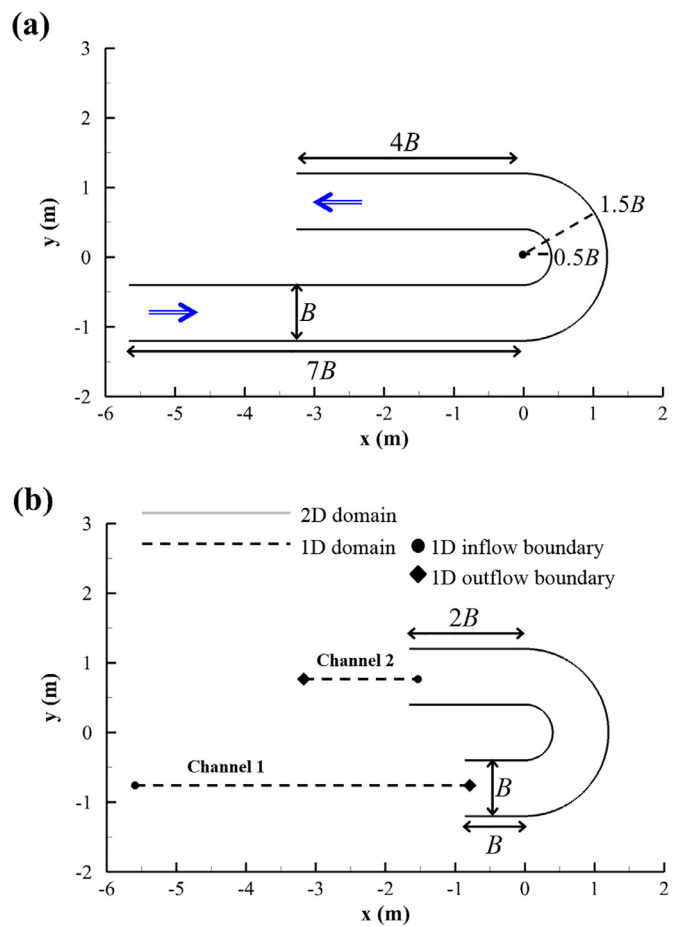 (a)
3
2
1
0
-1
-2
y (m)
4B
1.5B
0.5B
B
7B
-6 -5 -4 -3 -2 -1 0 1 2
x (m)
(b)
2D domain
1D domain
1D inflow boundary
1D outflow boundary
3
2
1
0
-1
-2
y (m)
2B
Channel 2
Channel 1
B
B
-6 -5 -4 -3 -2 -1 0 1 2
x (m)